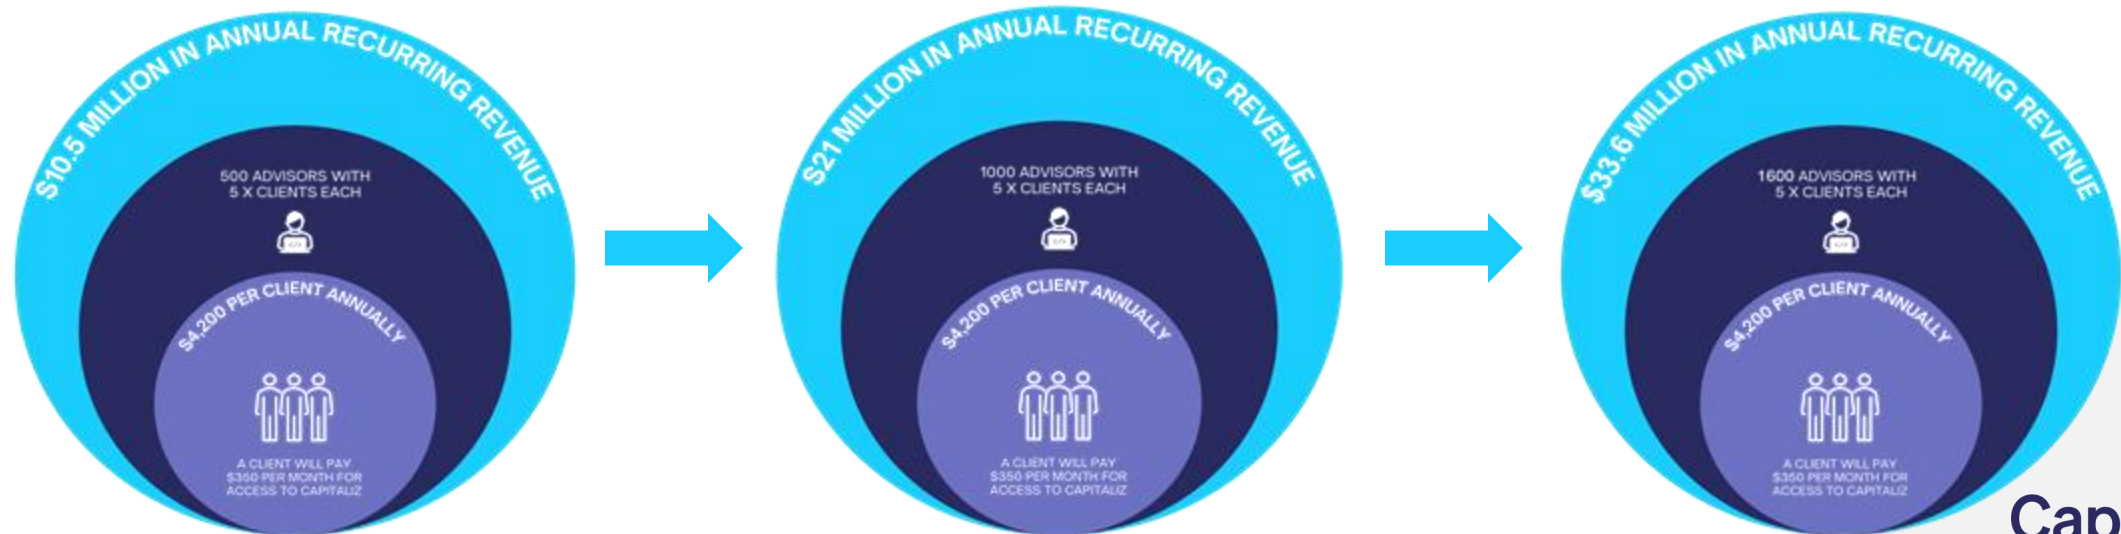 $10.5 MILLION IN ANNUAL RECURRING REVENUE
500 ADVISORS WITH
5 X CLIENTS EACH
$4,200 PER CLIENT ANNUALLY
A CLIENT WILL PAY
$350 PER MONTH FOR
ACCESS TO CAPITALIZ
$21 MILLION IN ANNUAL RECURRING REVENUE
1000 ADVISORS WITH
5 X CLIENTS EACH
$4,200 PER CLIENT ANNUALLY
A CLIENT WILL PAY
$350 PER MONTH FOR
ACCESS TO CAPITALIZ
$33.6 MILLION IN ANNUAL RECURRING REVENUE
1600 ADVISORS WITH
5 X CLIENTS EACH
$4,200 PER CLIENT ANNUALLY
A CLIENT WILL PAY
$350 PER MONTH FOR
ACCESS TO CAPITALIZ
Cap